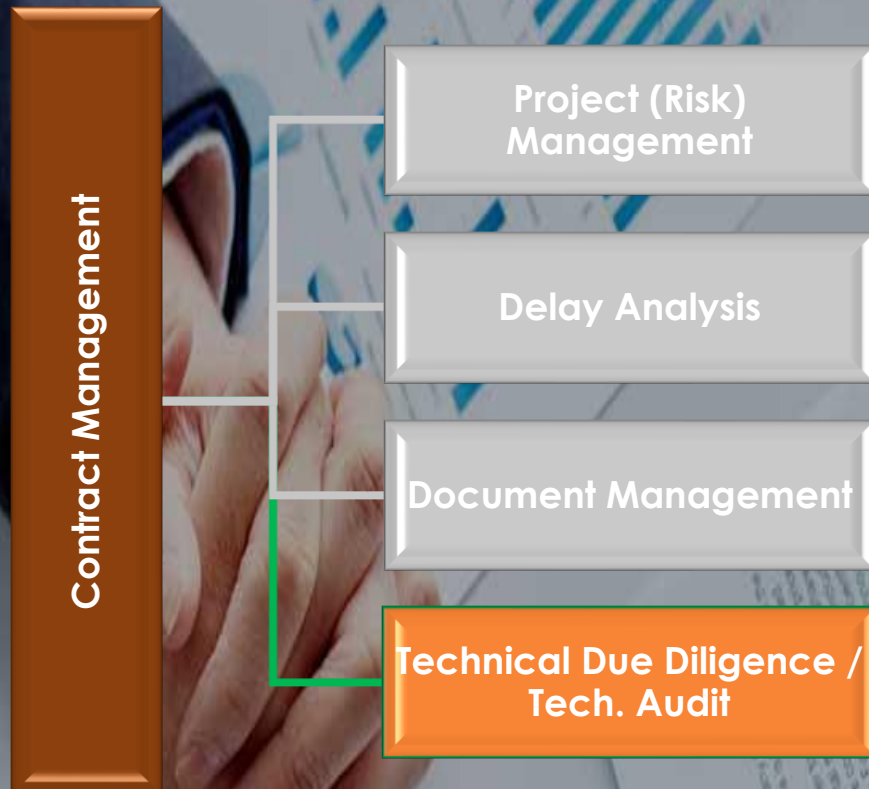 Contract Management
Project (Risk)
Management
Delay Analysis
Document Management
Technical Due Diligence /
Tech. Audit